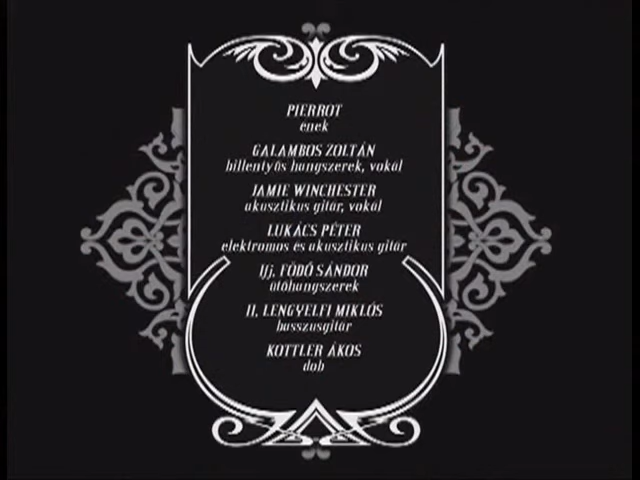 PIERROT
ének
GALAMBOS ZOLTÁN
billentyűs hangszerek, vokál
JAMIE WINCHESTER
akusztikus gitár, vokál
LUKÁCS PÉTER
elektromos és akusztikus gitár
Ifj. FÖDŐ SÁNDOR
ütőhangszerek
II. LENGYELFI MIKLÓS
basszusgitár
KOTTLER ÁKOS
dob